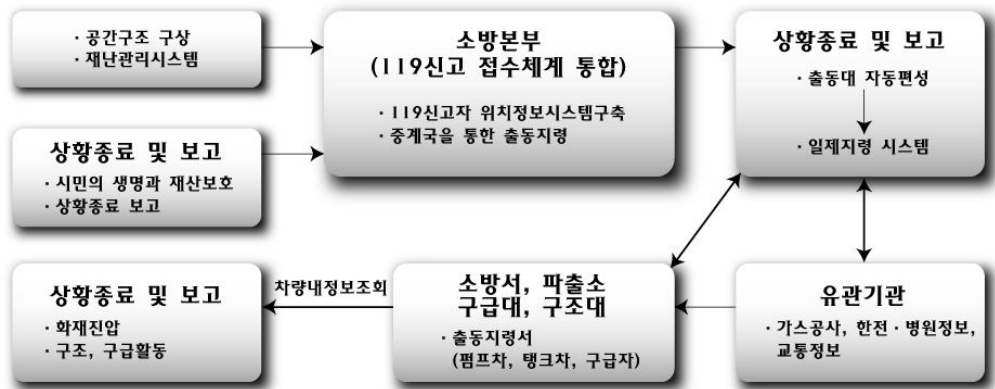 · 공간구조 구상
· 재난관리시스템
소방본부
(119신고 접수체계 통합)
· 119신고자 위치정보시스템구축
· 중계국을 통한 출동지령
상황종료 및 보고
· 출동대 자동편성
· 일제지령 시스템
상황종료 및 보고
· 시민의 생명과 재산보호
· 상황종료 보고
상황종료 및 보고
· 화재진압
· 구조, 구급활동
차량내정보조회
소방서, 파출소
구급대, 구조대
· 출동지령서
(펌프차, 탱크차, 구급자)
유관기관
· 가스공사, 한전 · 병원정보,
교통정보